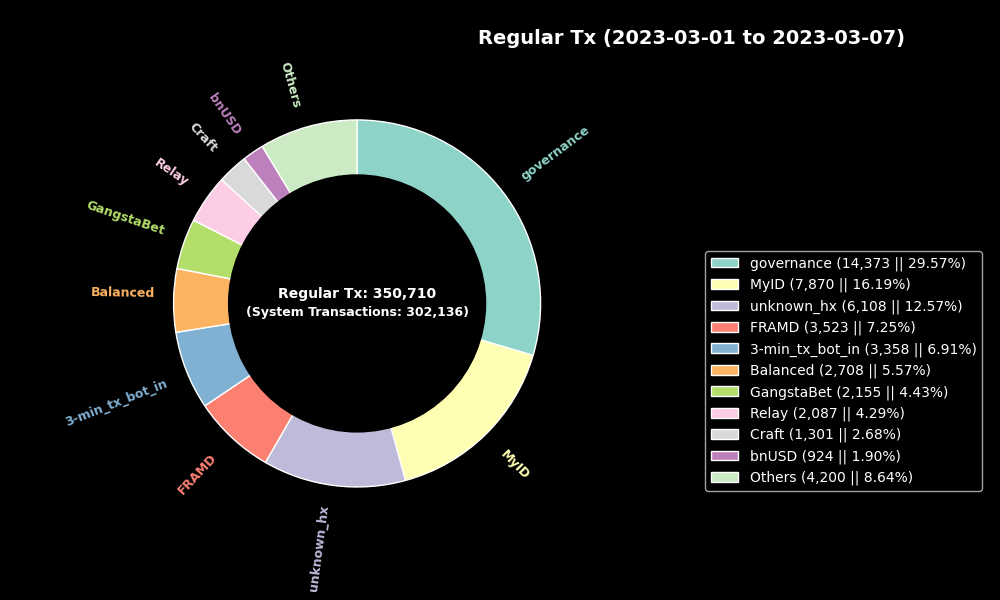 Regular Tx (2023-03-01 to 2023-03-07)
Others
bnUSD
Craft
Relay
GangstaBet
Balanced
3-min_tx_bot_in
FRAMD
unknown_hx
MyID
governance
Regular Tx: 350,710
(System Transactions: 302,136)
governance (14,373 || 29.57%)
MyID (7,870 || 16.19%)
unknown_hx (6,108 || 12.57%)
FRAMD (3,523 || 7.25%)
3-min_tx_bot_in (3,358 || 6.91%)
Balanced (2,708 || 5.57%)
GangstaBet (2,155 || 4.43%)
Relay (2,087 || 4.29%)
Craft (1,301 || 2.68%)
bnUSD (924 || 1.90%)
Others (4,200 || 8.64%)